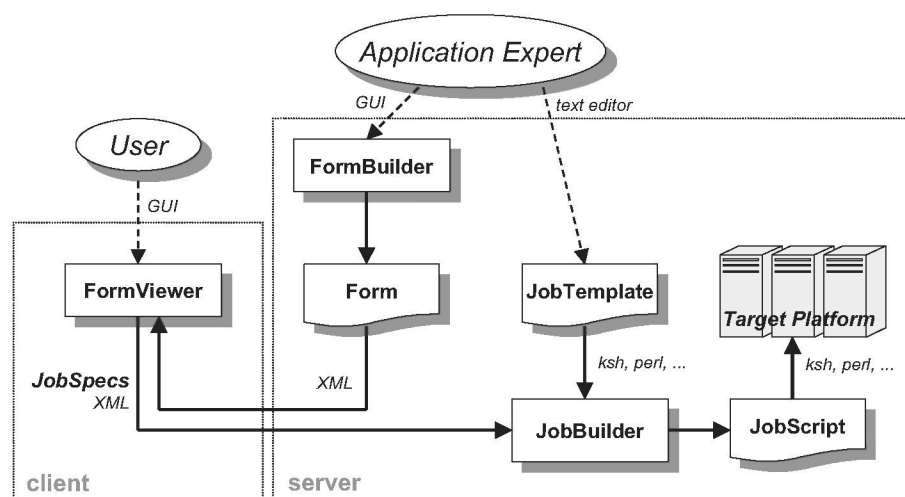 Application Expert
GUI
text editor
User
FormBuilder
GUI
FormViewer
Form
JobTemplate
Target Platform
ksh, perl, ...
ksh, perl, ...
JobSpecs
XML
XML
JobBuilder
JobScript
client
server